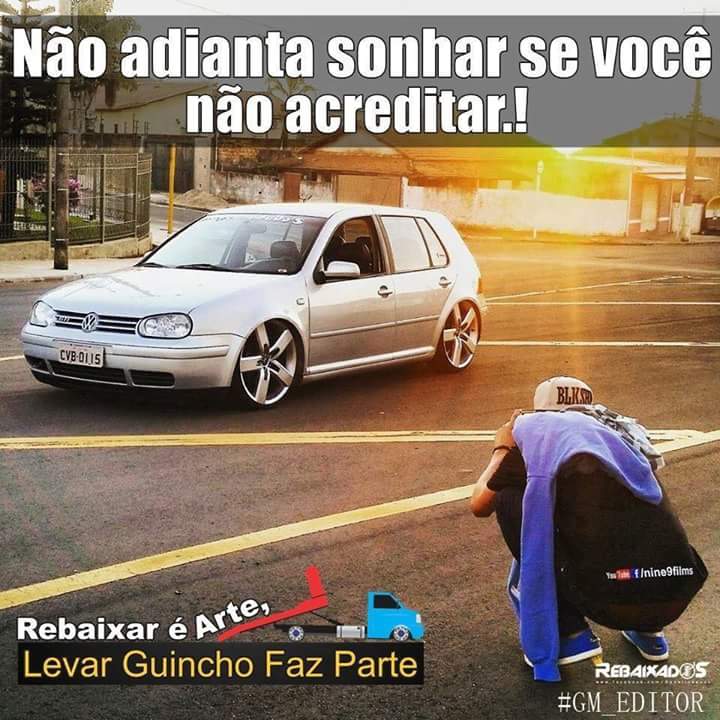 Não adianta sonhar se você
não acreditar.!
CVB-0115
BLK
You Tube f /nine9films
Rebaixar é Arte,
Levar Guincho Faz Parte
REBAIXADOS
#GM_EDITOR